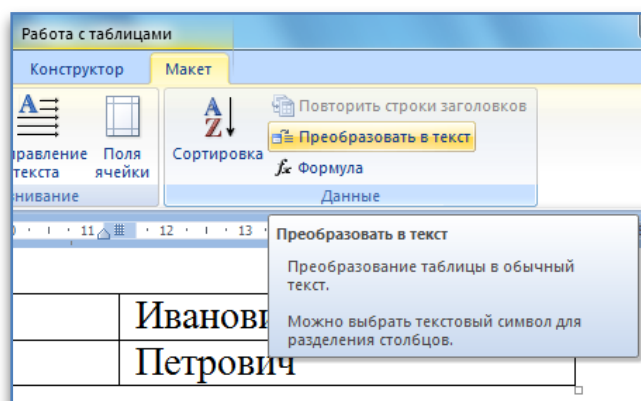 Работа с таблицами
Конструктор Макет
Повторить строки заголовков
Преобразовать в текст
Формула
Сортировка
Поля
текста ячейки
Данные
11 12 13
Преобразовать в текст
Преобразование таблицы в обычный
текст.
Можно выбрать текстовый символ для
разделения столбцов.
Петрович